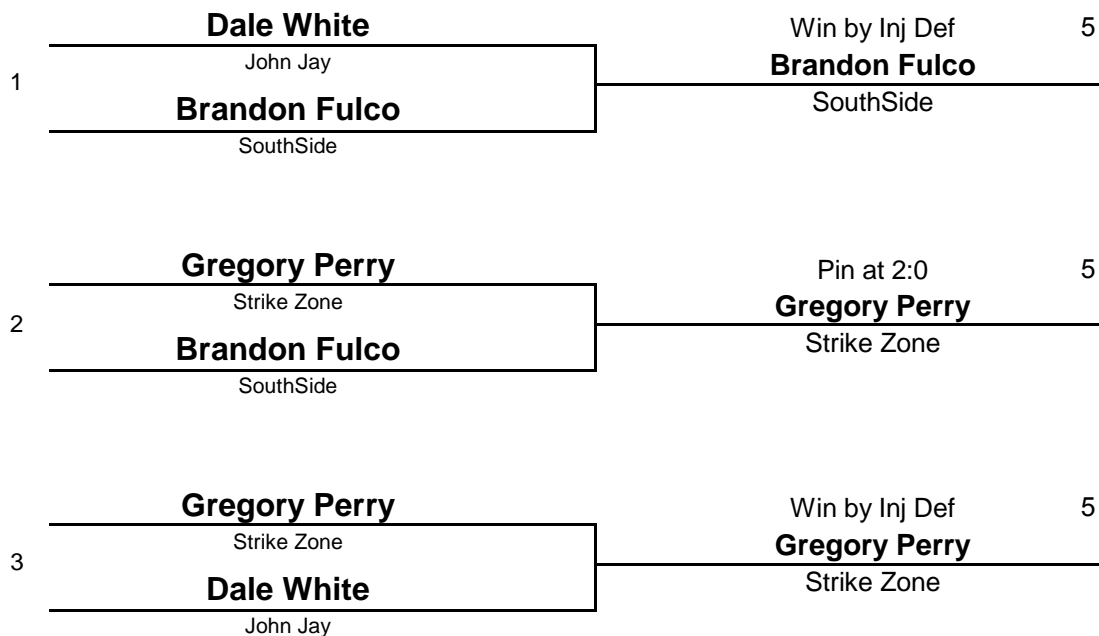 Dale White
John Jay
1
Brandon Fulco
SouthSide
Win by Inj Def 5
Brandon Fulco
SouthSide
Gregory Perry
Strike Zone
2
Brandon Fulco
SouthSide
Pin at 2:0 5
Gregory Perry
Strike Zone
Gregory Perry
Strike Zone
3
Dale White
John Jay
Win by Inj Def 5
Gregory Perry
Strike Zone